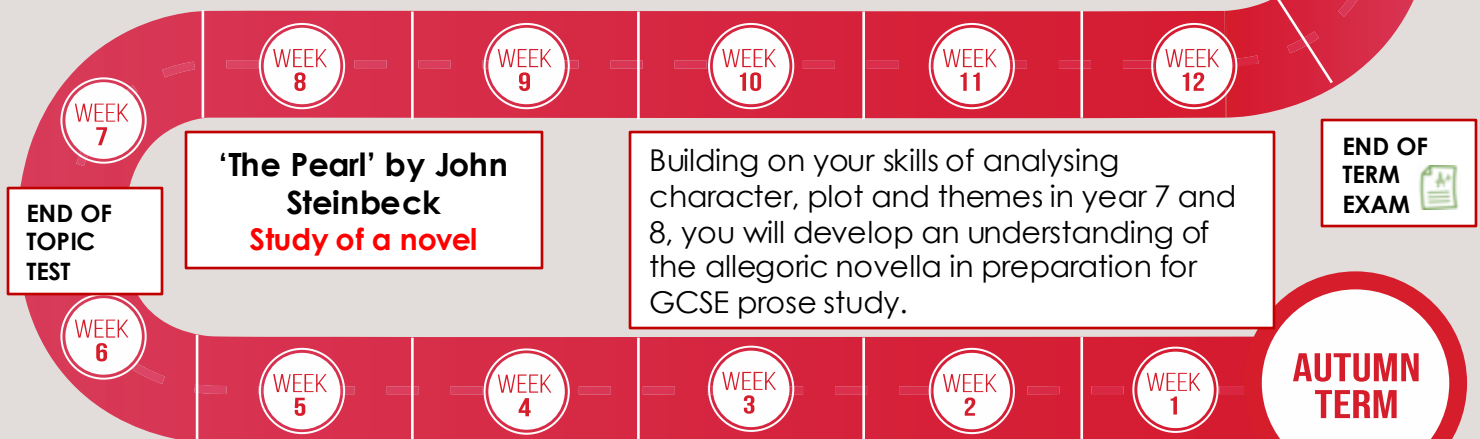 WEEK
8
WEEK
9
WEEK
10
WEEK
11
WEEK
12
WEEK
7
‘The Pearl’ by John
Steinbeck
Study of a novel
Building on your skills of analysing
character, plot and themes in year 7 and
8, you will develop an understanding of
the allegoric novella in preparation for
GCSE prose study.
END OF
TERM
EXAM
A+
END OF
TOPIC
TEST
WEEK
6
WEEK
5
WEEK
4
WEEK
3
WEEK
2
WEEK
1
AUTUMN
TERM